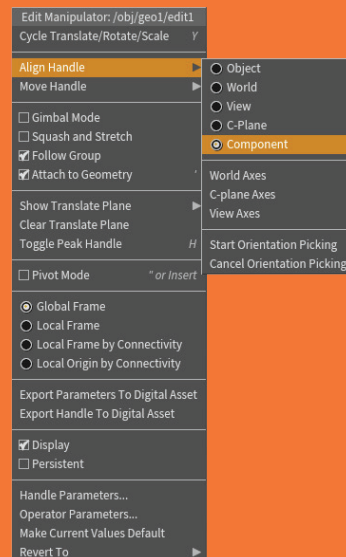 Edit Manipulator: /obj/geo1/edit1
Cycle Translate/Rotate/Scale Y
Align Handle
Move Handle
Gimbal Mode
Squash and Stretch
Follow Group
Attach to Geometry '
Show Translate Plane
Clear Translate Plane
Toggle Peak Handle H
Pivot Mode " or Insert
Global Frame
Local Frame
Local Frame by Connectivity
Local Origin by Connectivity
Export Parameters To Digital Asset
Export Handle To Digital Asset
Display
Persistent
Handle Parameters...
Operator Parameters...
Make Current Values Default
Revert To
Object
World
View
C-Plane
Component
World Axes
C-plane Axes
View Axes
Start Orientation Picking
Cancel Orientation Picking